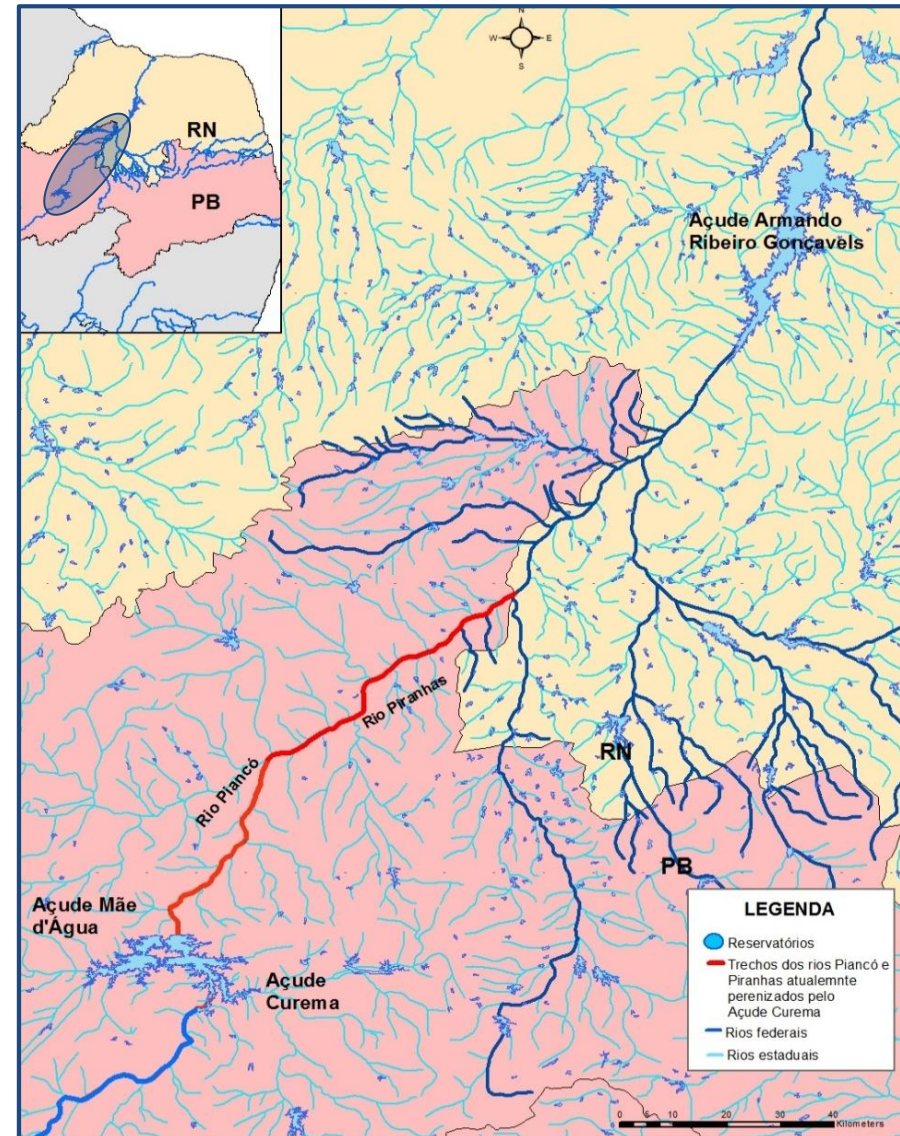 RN
PB
N
W
E
S
Açude Armando
Ribeiro Gonçavels
Rio Piranhas
Rio Piancó
RN
PB
Açude Mãe
d'Água
Açude
Curema
LEGENDA
Reservatórios
Trechos dos rios Piancó e
Piranhas atualemnte
perenizados pelo
Açude Curema
Rios federais
Rios estaduais
0 5 10 20 30 40
Kilometers